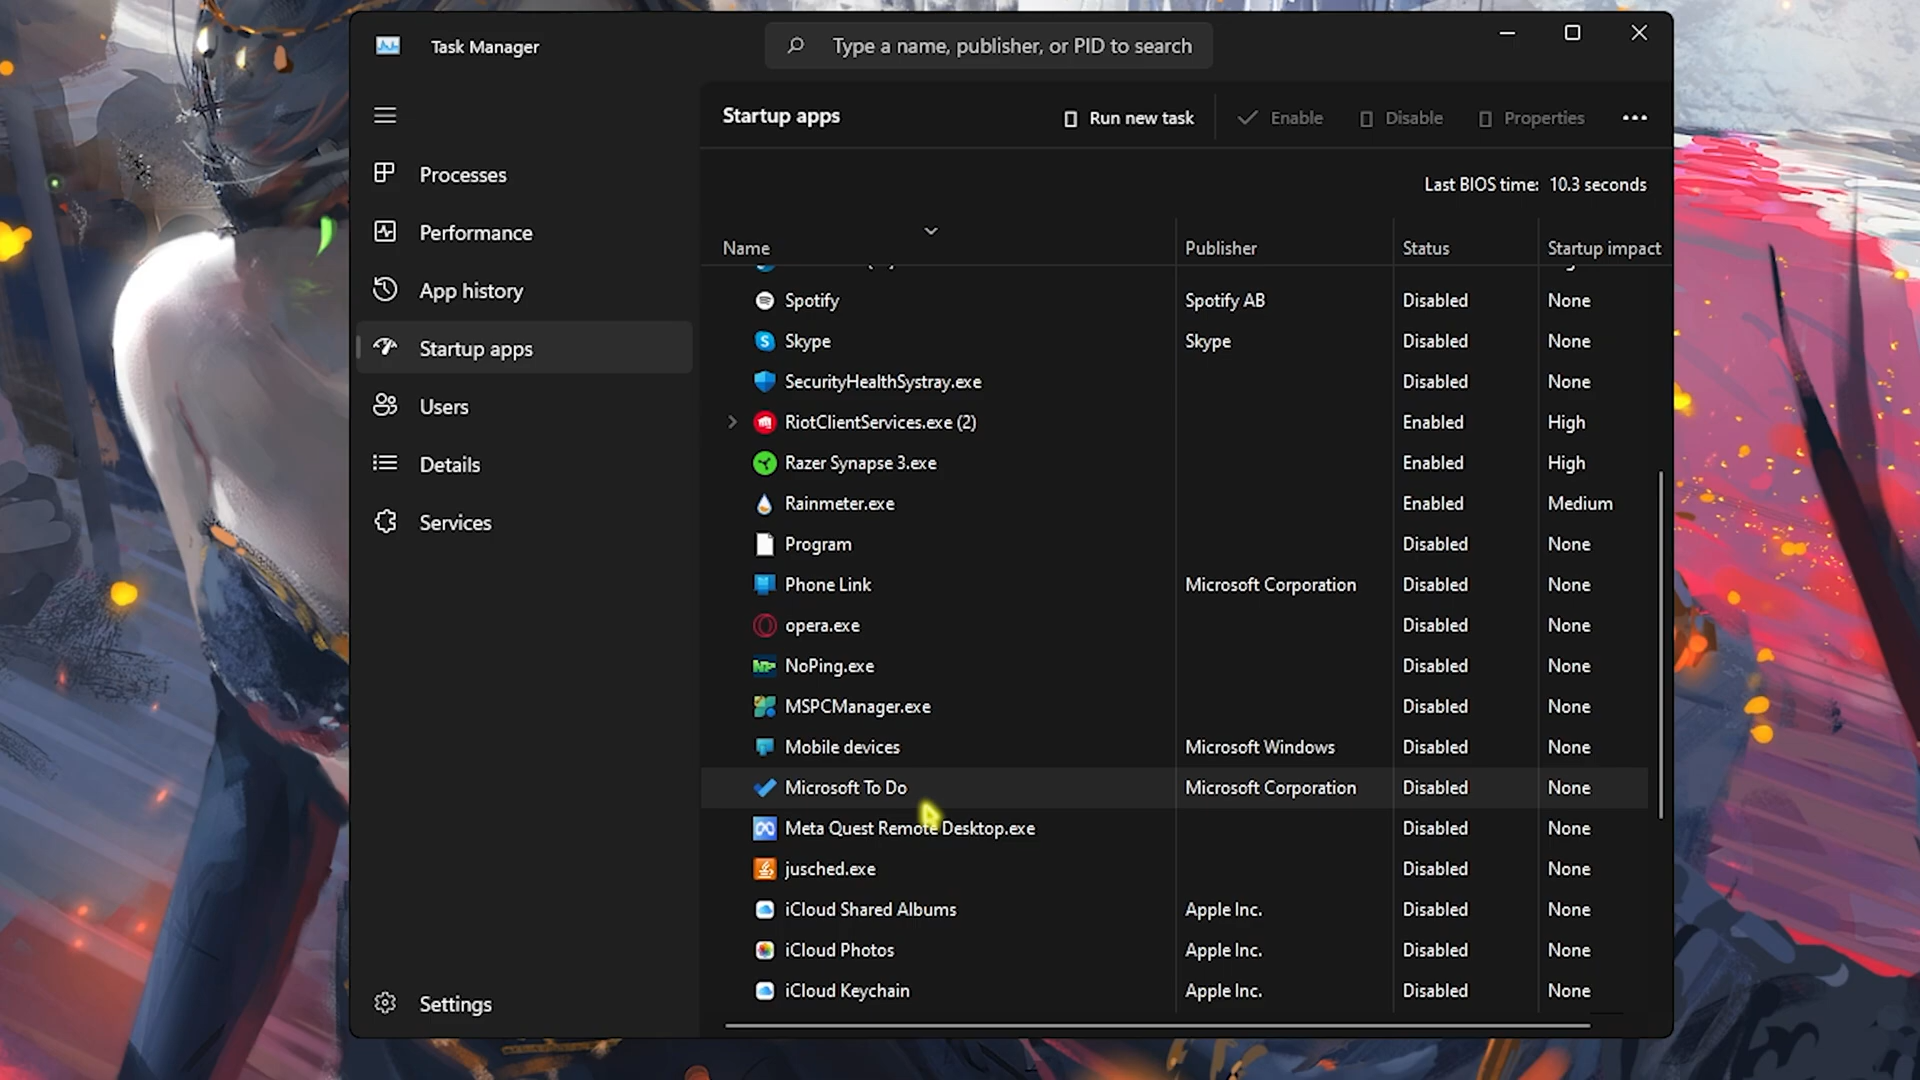 Task Manager
Type a name, publisher, or PID to search
Processes
Performance
App history
Startup apps
Users
Details
Services
Settings
Startup apps
Run new task
Enable
Disable
Properties
Last BIOS time: 10.3 seconds
Name Publisher Status Startup impact
Spotify Spotify AB Disabled None
Skype Skype Disabled None
SecurityHealthSystray.exe Disabled None
RiotClientServices.exe (2) Enabled High
Razer Synapse 3.exe Enabled High
Rainmeter.exe Enabled Medium
Program Disabled None
Phone Link Microsoft Corporation Disabled None
opera.exe Disabled None
NoPing.exe Disabled None
MSPCManager.exe Disabled None
Mobile devices Microsoft Windows Disabled None
Microsoft To Do Microsoft Corporation Disabled None
Meta Quest Remote Desktop.exe Disabled None
jusched.exe Disabled None
iCloud Shared Albums Apple Inc. Disabled None
iCloud Photos Apple Inc. Disabled None
iCloud Keychain Apple Inc. Disabled None